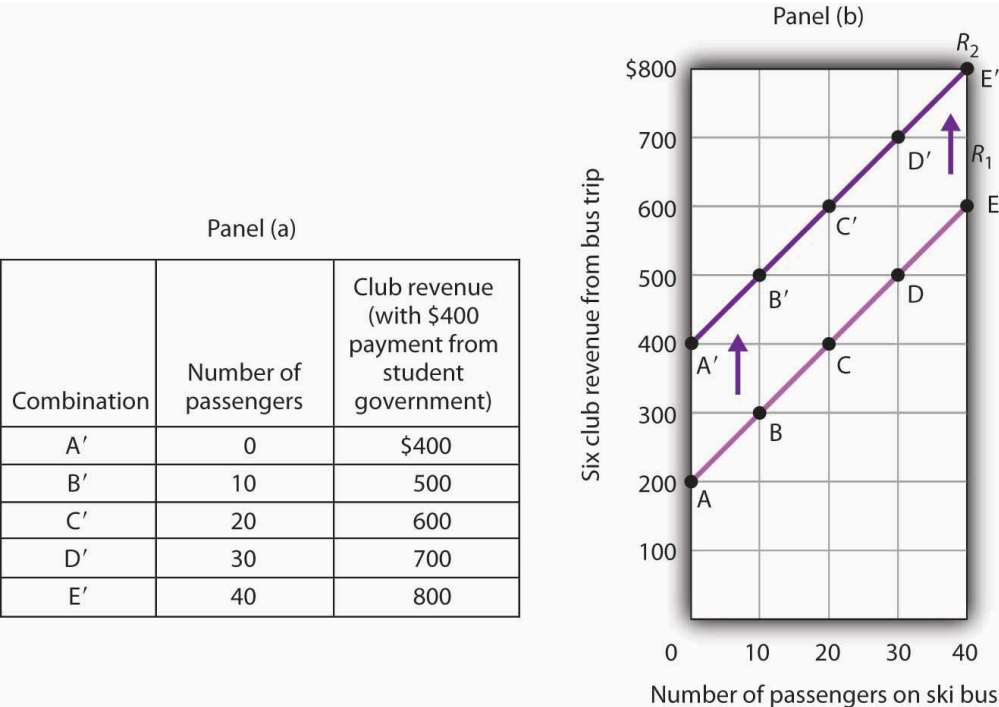 Panel (a)
Combination
Number of
passengers
Club revenue
(with $400
payment from
student
government)
A′ 0 $400
B′ 10 500
C′ 20 600
D′ 30 700
E′ 40 800
Panel (b)
Six club revenue from bus trip
R2
$800 E′
700 D′ R1
600 C′ E
500 B′ D
400 A′ C
300 B
200 A
100
0 10 20 30 40
Number of passengers on ski bus